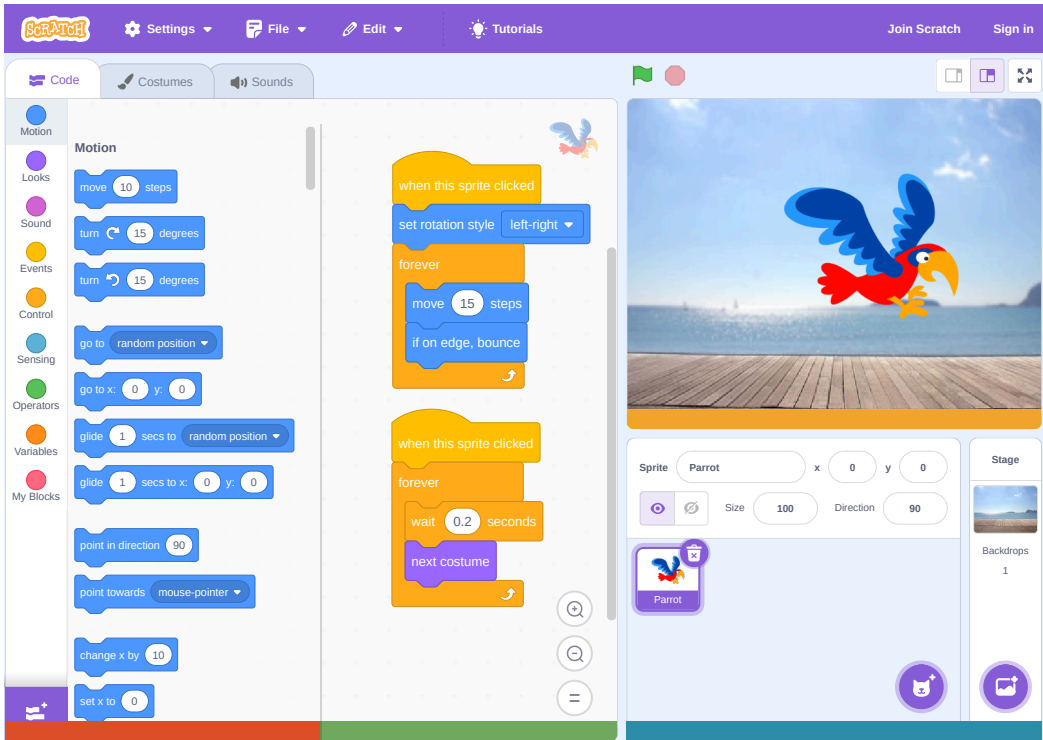 SCRATCH Settings File Edit Tutorials Join Scratch Sign in
Code Costumes Sounds
Motion
Looks
Sound
Events
Control
Sensing
Operators
Variables
My Blocks
Motion
move 10 steps
turn 15 degrees
turn 15 degrees
go to random position
go to x: 0 y: 0
glide 1 secs to random position
glide 1 secs to x: 0 y: 0
point in direction 90
point towards mouse-pointer
change x by 10
set x to 0
when this sprite clicked
set rotation style left-right
forever
move 15 steps
if on edge, bounce
when this sprite clicked
forever
wait 0.2 seconds
next costume
Sprite Parrot x 0 y 0
Size 100 Direction 90
Parrot
Stage
Backdrops
1